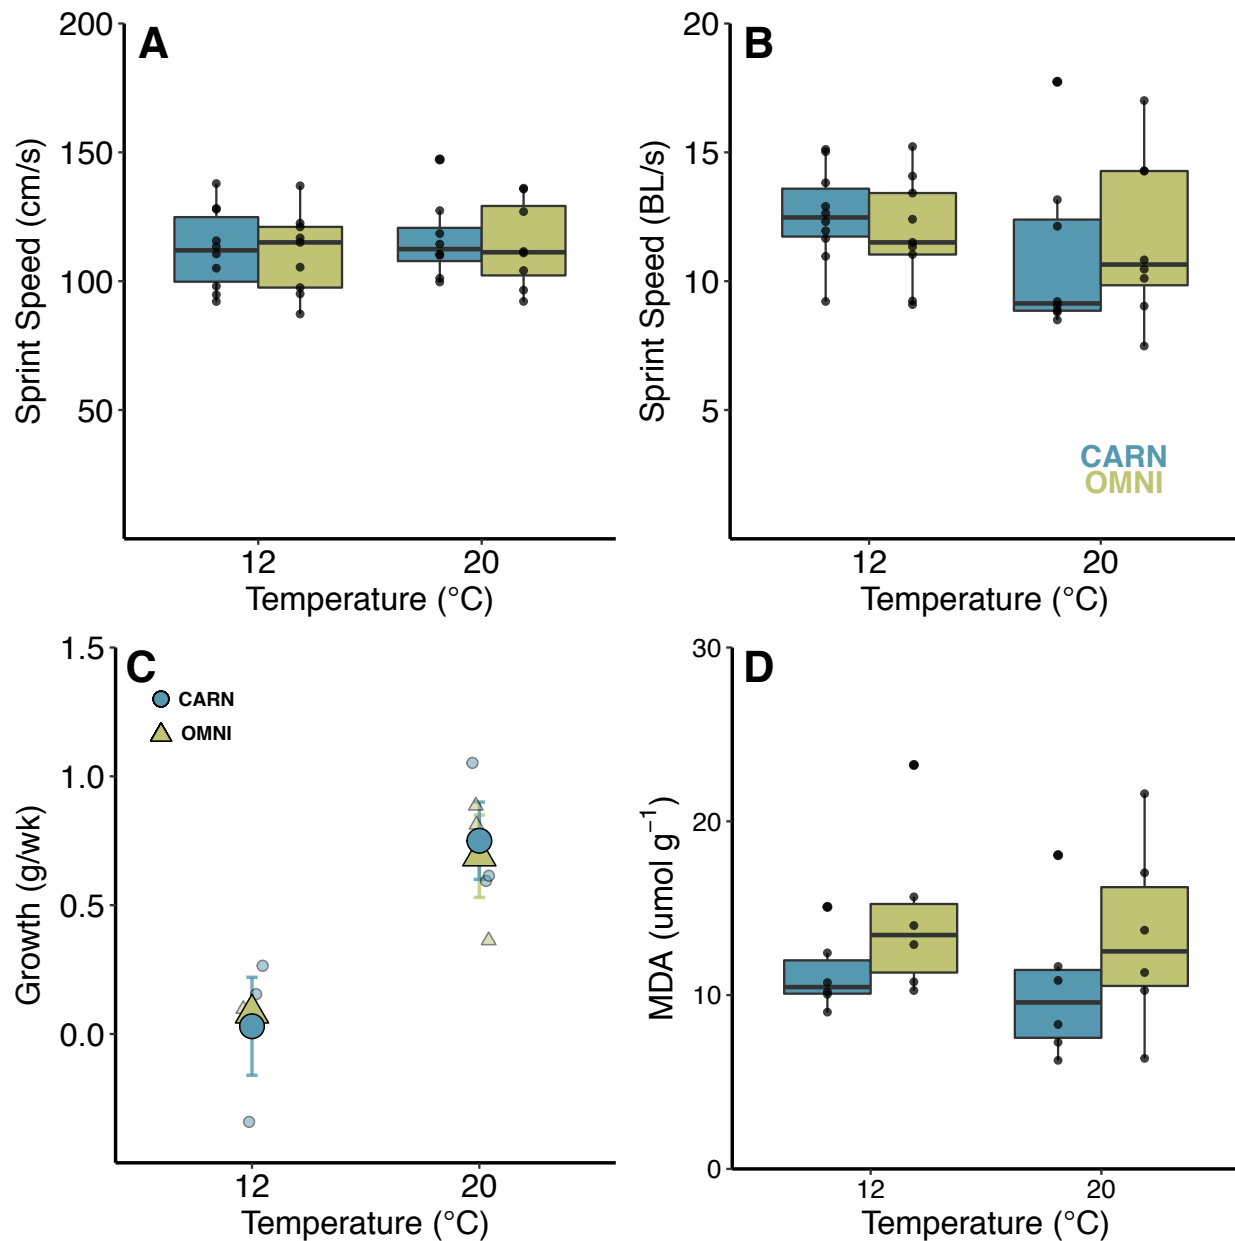 A
200
150
100
50
Sprint Speed (cm/s)
12
20
Temperature (°C)
B
20
15
10
5
Sprint Speed (BL/s)
CARN
OMNI
12
20
Temperature (°C)
C
1.5
1.0
0.5
0.0
Growth (g/wk)
CARN
OMNI
12
20
Temperature (°C)
D
30
20
10
0
MDA (umol g⁻¹)
12
20
Temperature (°C)